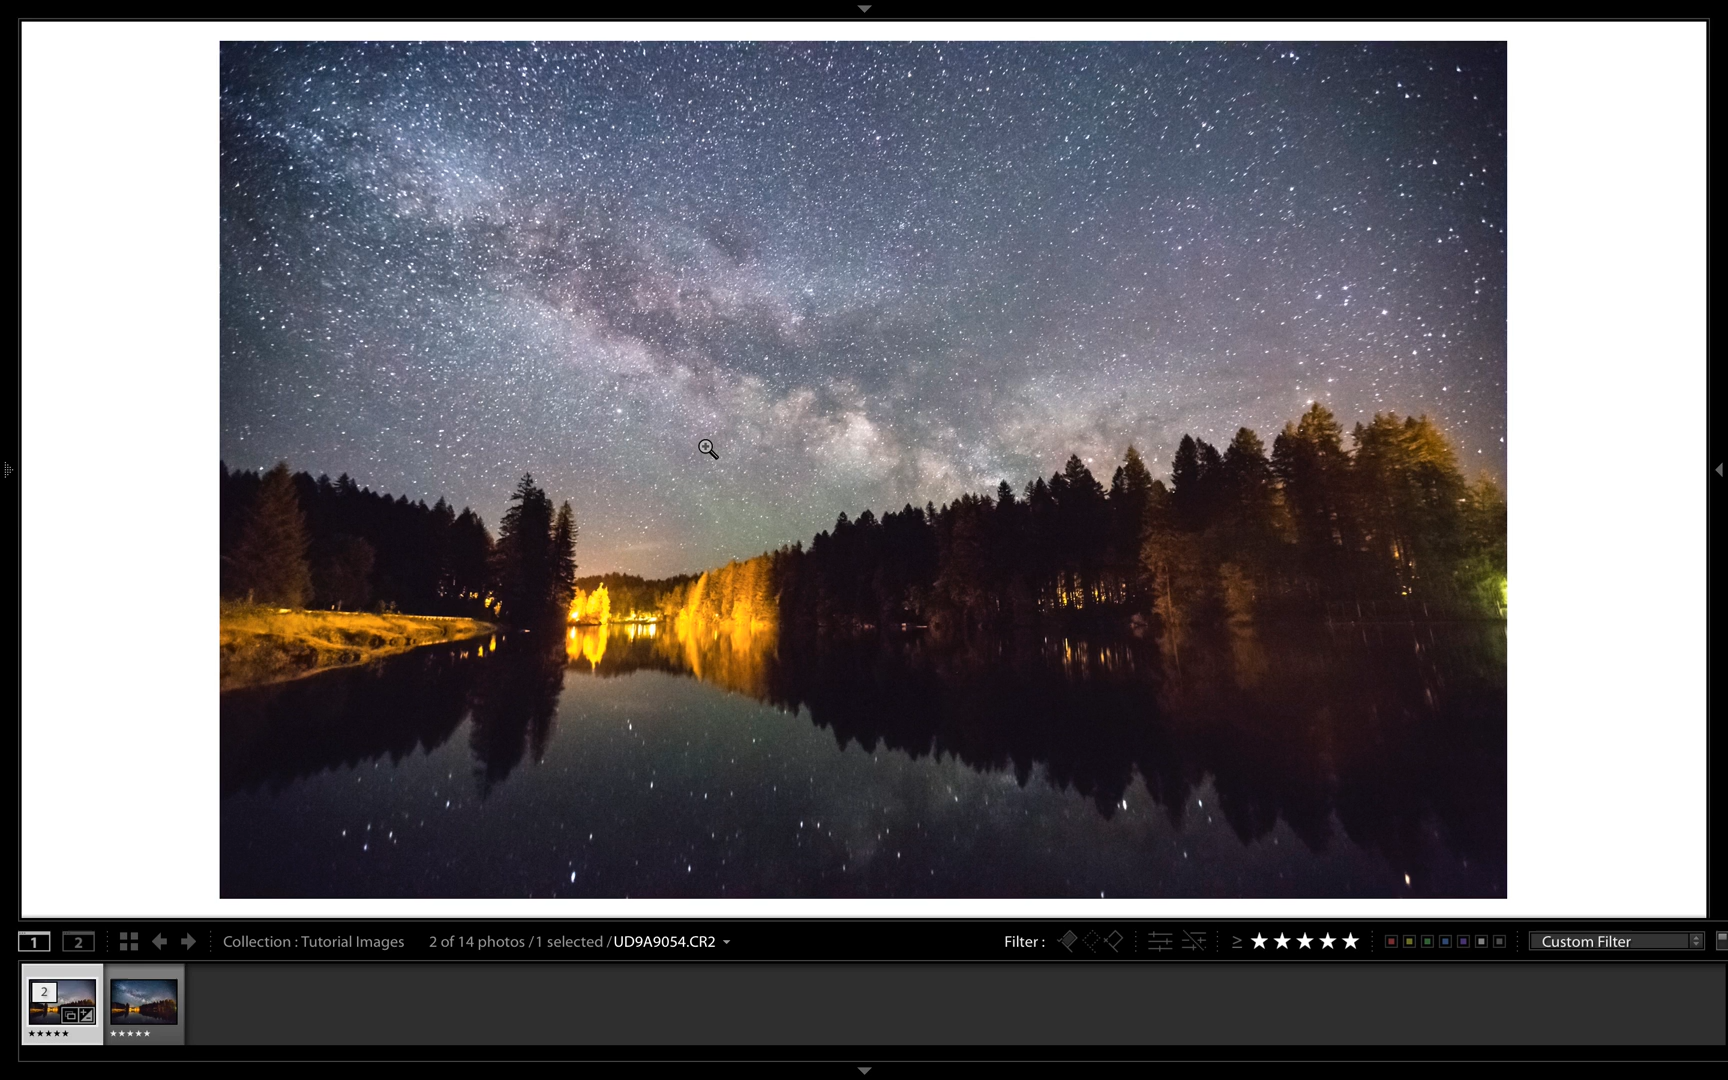 1 2 Collection : Tutorial Images 2 of 14 photos / 1 selected / UD9A9054.CR2 Filter : ≥ ★★★★★ Custom Filter
2
★★★★★ ★★★★★